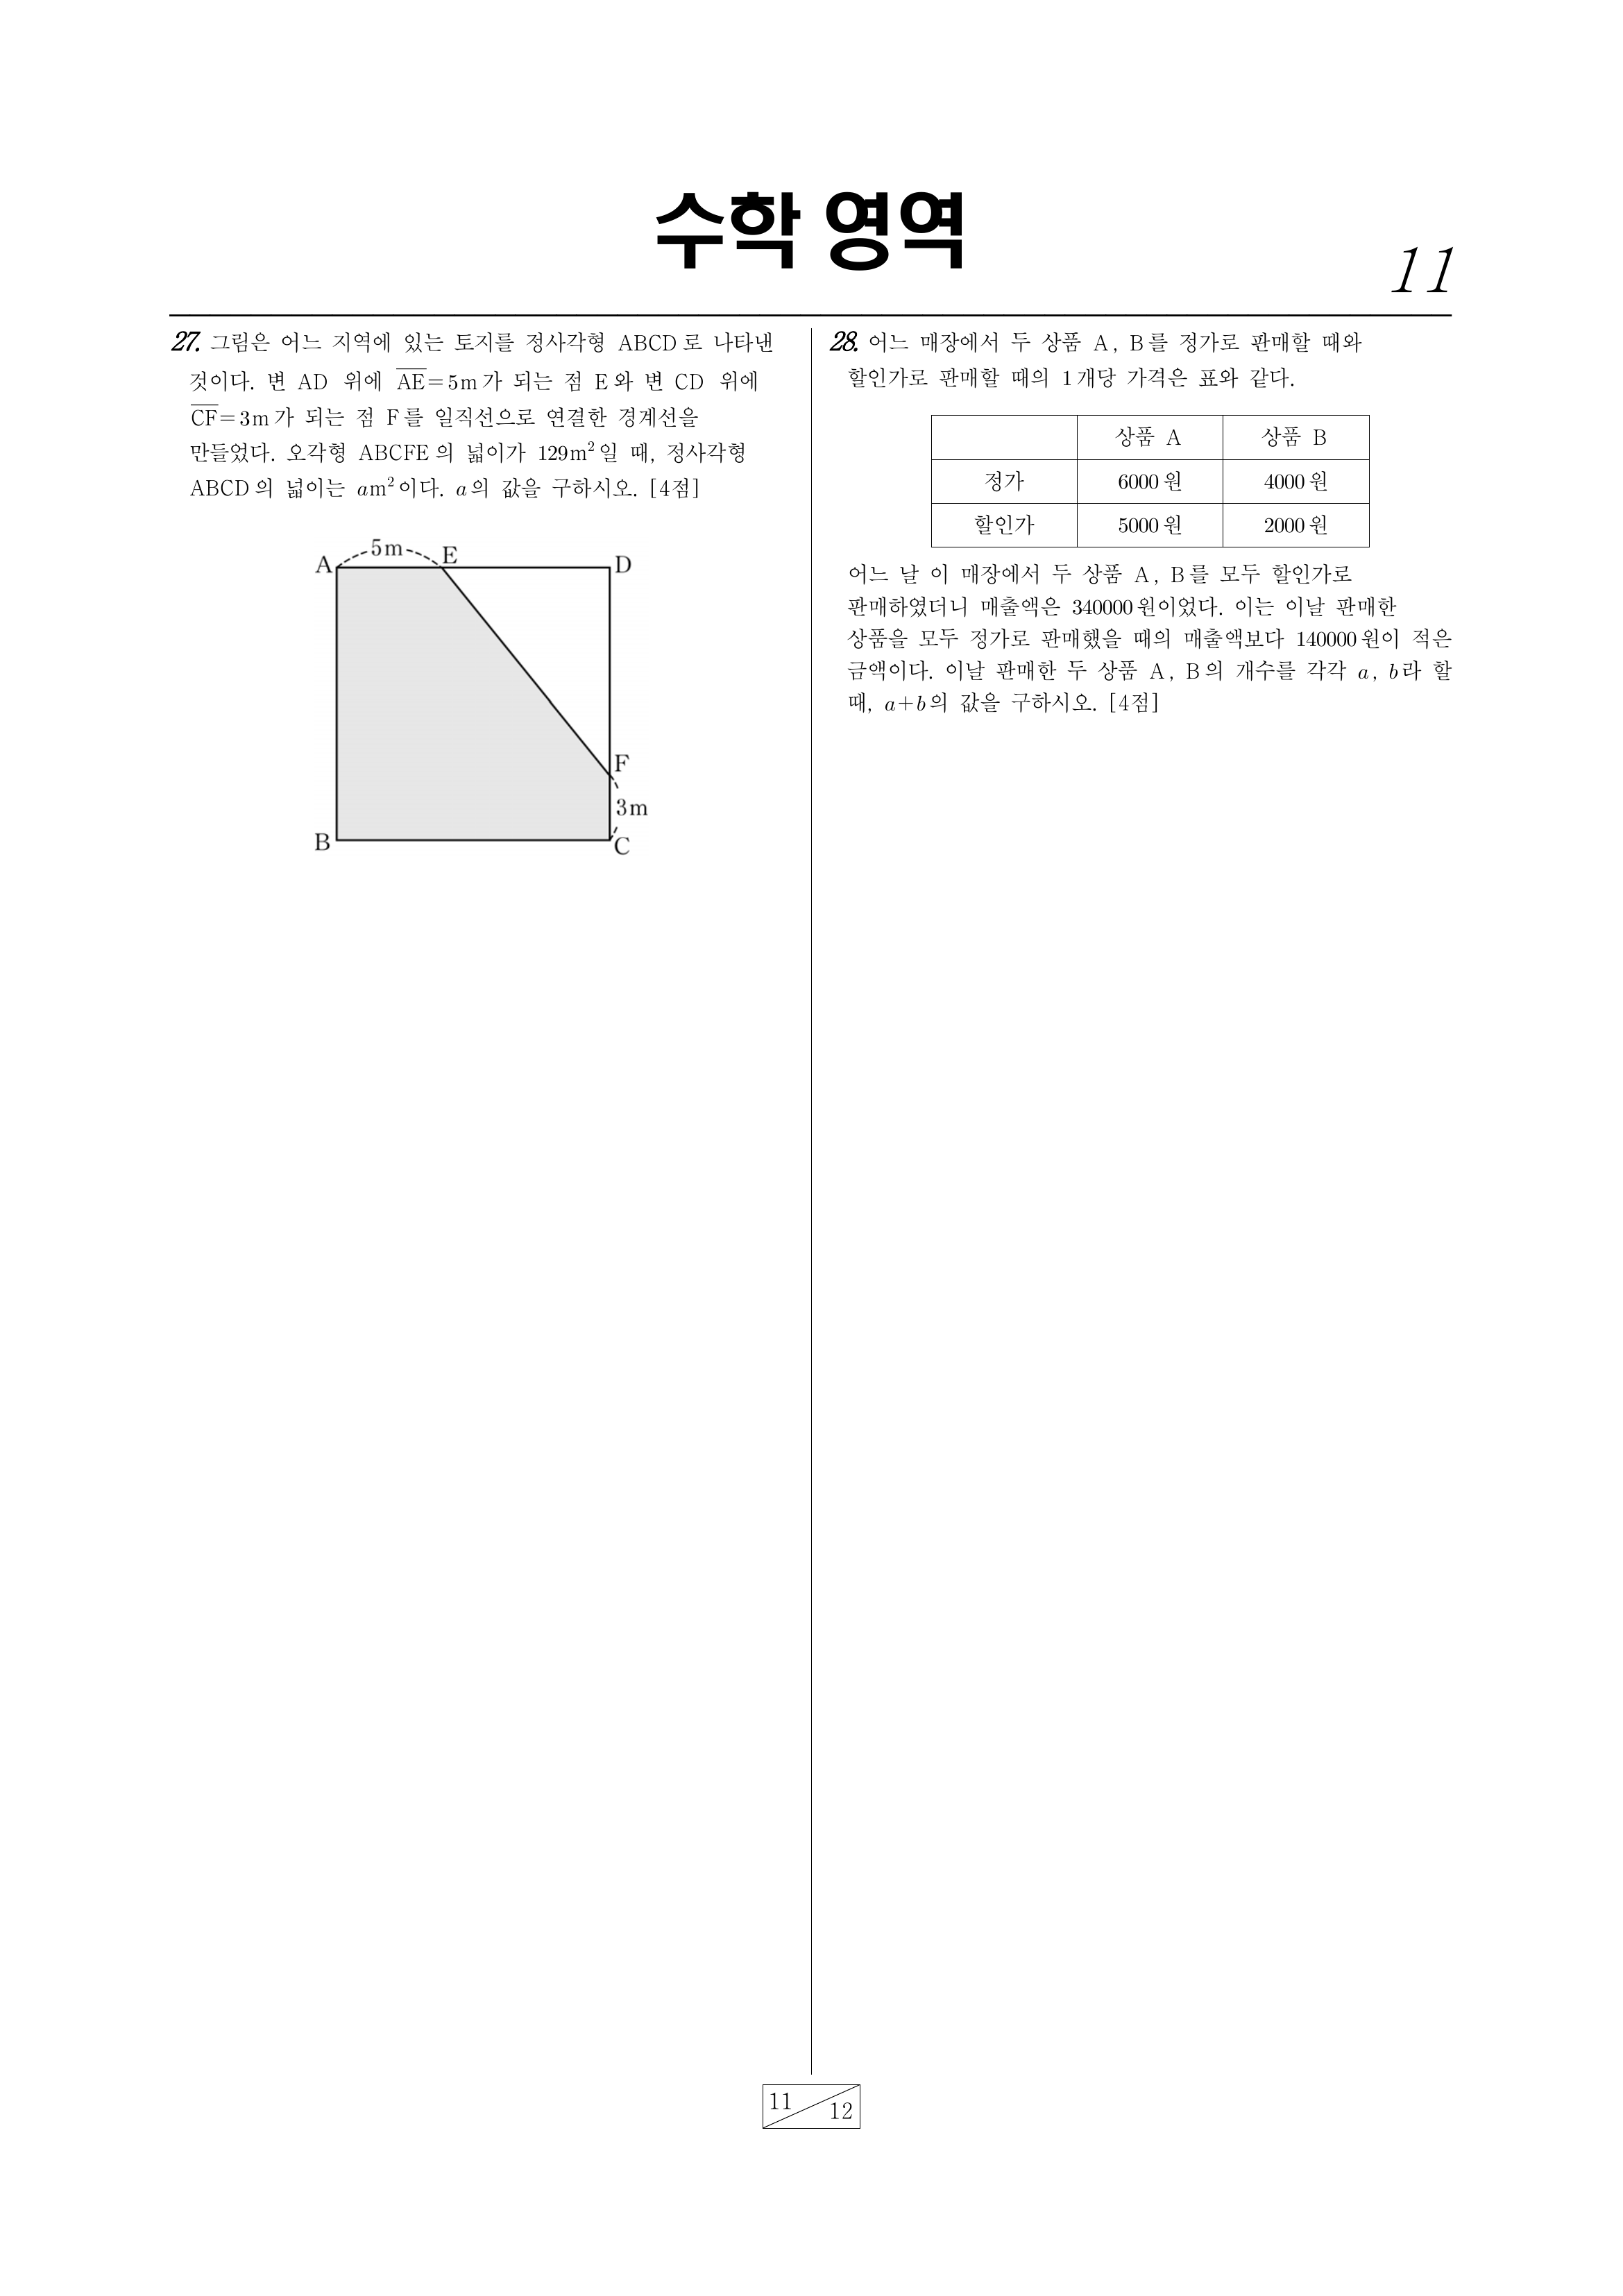 수학 영역
11
27. 그림은 어느 지역에 있는 토지를 정사각형 ABCD로 나타낸
것이다. 변 AD 위에 AE=5m가 되는 점 E와 변 CD 위에
CF=3m가 되는 점 F를 일직선으로 연결한 경계선을
만들었다. 오각형 ABCFE의 넓이가 129m²일 때, 정사각형
ABCD의 넓이는 am²이다. a의 값을 구하시오. [4점]
5m
A
E
D
F
3m
B
C
28. 어느 매장에서 두 상품 A, B를 정가로 판매할 때와
할인가로 판매할 때의 1개당 가격은 표와 같다.
상품 A 상품 B
정가 6000원 4000원
할인가 5000원 2000원
어느 날 이 매장에서 두 상품 A, B를 모두 할인가로
판매하였더니 매출액은 340000원이었다. 이는 이날 판매한
상품을 모두 정가로 판매했을 때의 매출액보다 140000원이 적은
금액이다. 이날 판매한 두 상품 A, B의 개수를 각각 a, b라 할
때, a+b의 값을 구하시오. [4점]
11
12